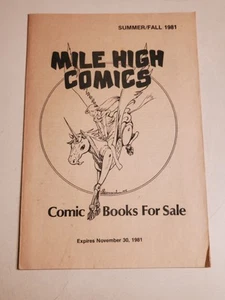 SUMMER/FALL 1981
MILE HIGH
COMICS
Comic Books For Sale
Expires November 30, 1981